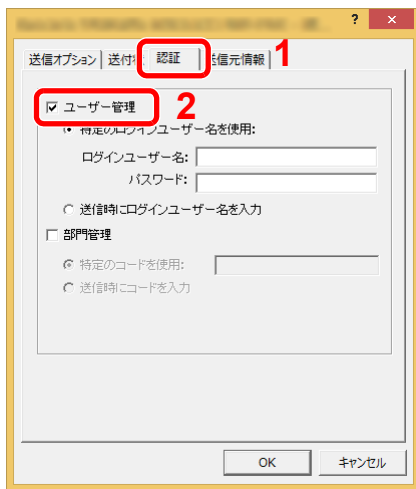 ? ×
送信オプション 送付 認証 送信元情報 1
ユーザー管理 2
特定のログインユーザー名を使用:
ログインユーザー名:
パスワード:
送信時にログインユーザー名を入力
部門管理
特定のコードを使用:
送信時にコードを入力
OK キャンセル